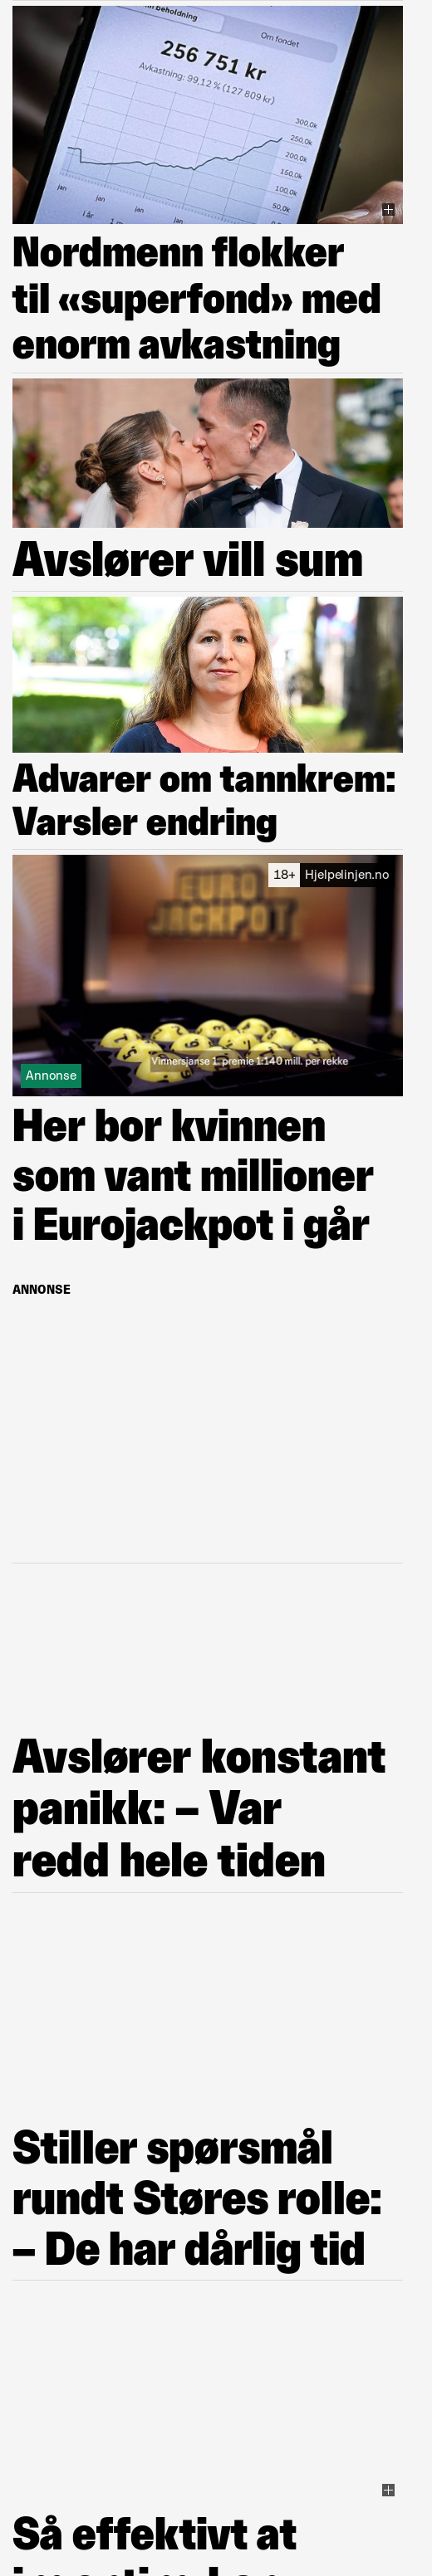 beholdning
Om fondet
256 751 kr
Avkastning: 99,12 % (127 809 kr)
300,0k
250,0k
200,0k
150,0k
100,0k
50,0k
jan
jan
jan
jan
i år
Nordmenn flokker
til «superfond» med
enorm avkastning
Avslører vill sum
Advarer om tannkrem:
Varsler endring
18+ Hjelpelinjen.no
EURO
JACKPOT
Vinnersjanse 1. premie 1:140 mill. per rekke
Annonse
Her bor kvinnen
som vant millioner
i Eurojackpot i går
ANNONSE
Avslører konstant
panikk: – Var
redd hele tiden
Stiller spørsmål
rundt Støres rolle:
– De har dårlig tid
Så effektivt at